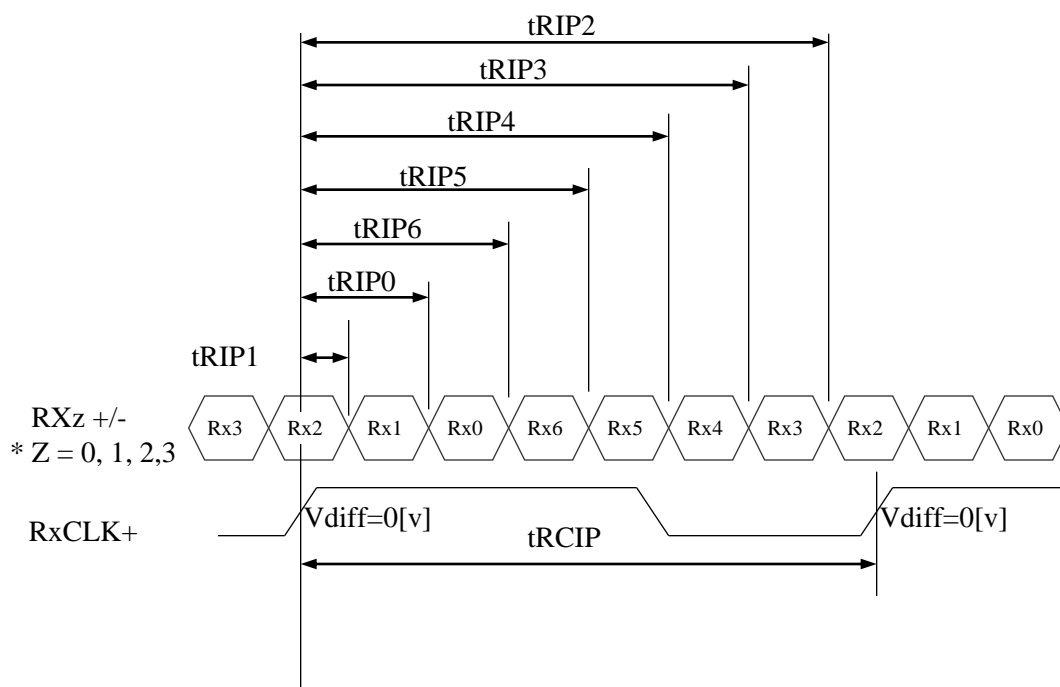 tRIP2
tRIP3
tRIP4
tRIP5
tRIP6
tRIP0
tRIP1
RXz +/-
* Z = 0, 1, 2,3
Rx3 Rx2 Rx1 Rx0 Rx6 Rx5 Rx4 Rx3 Rx2 Rx1 Rx0
RxCLK+
Vdiff=0[v] Vdiff=0[v]
tRCIP